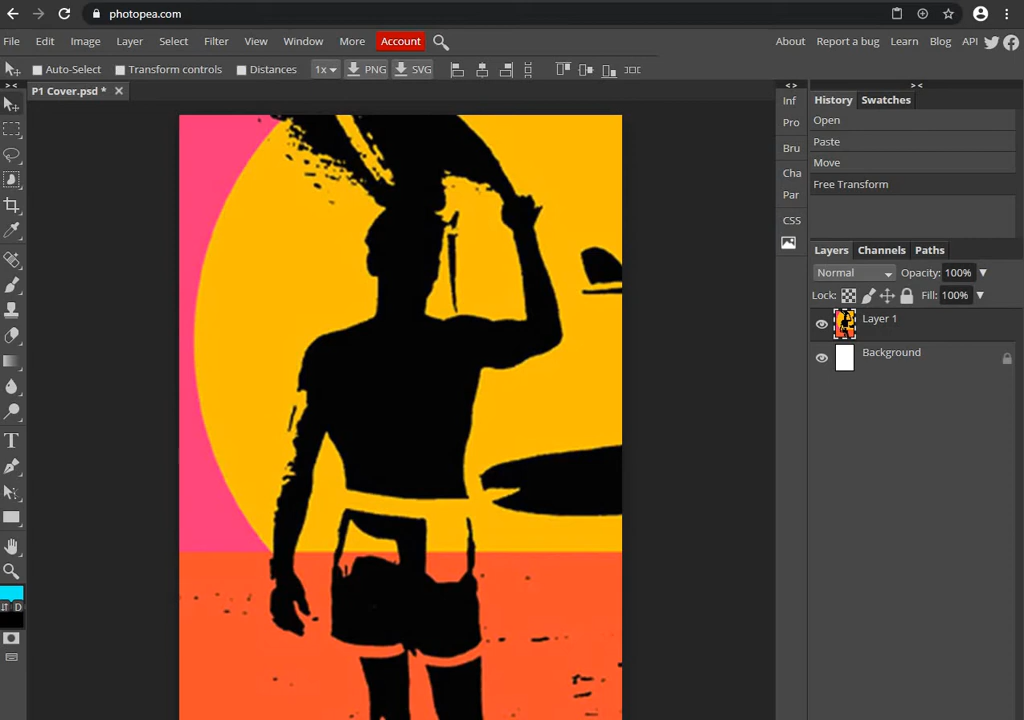 photopea.com
File Edit Image Layer Select Filter View Window More Account About Report a bug Learn Blog API
Auto-Select Transform controls Distances 1x PNG SVG
P1 Cover.psd *
> < < > > <
Inf
Pro
Bru
Cha
Par
CSS
History Swatches
Open
Paste
Move
Free Transform
Layers Channels Paths
Normal Opacity: 100%
Lock: Fill: 100%
Layer 1
Background
T
D